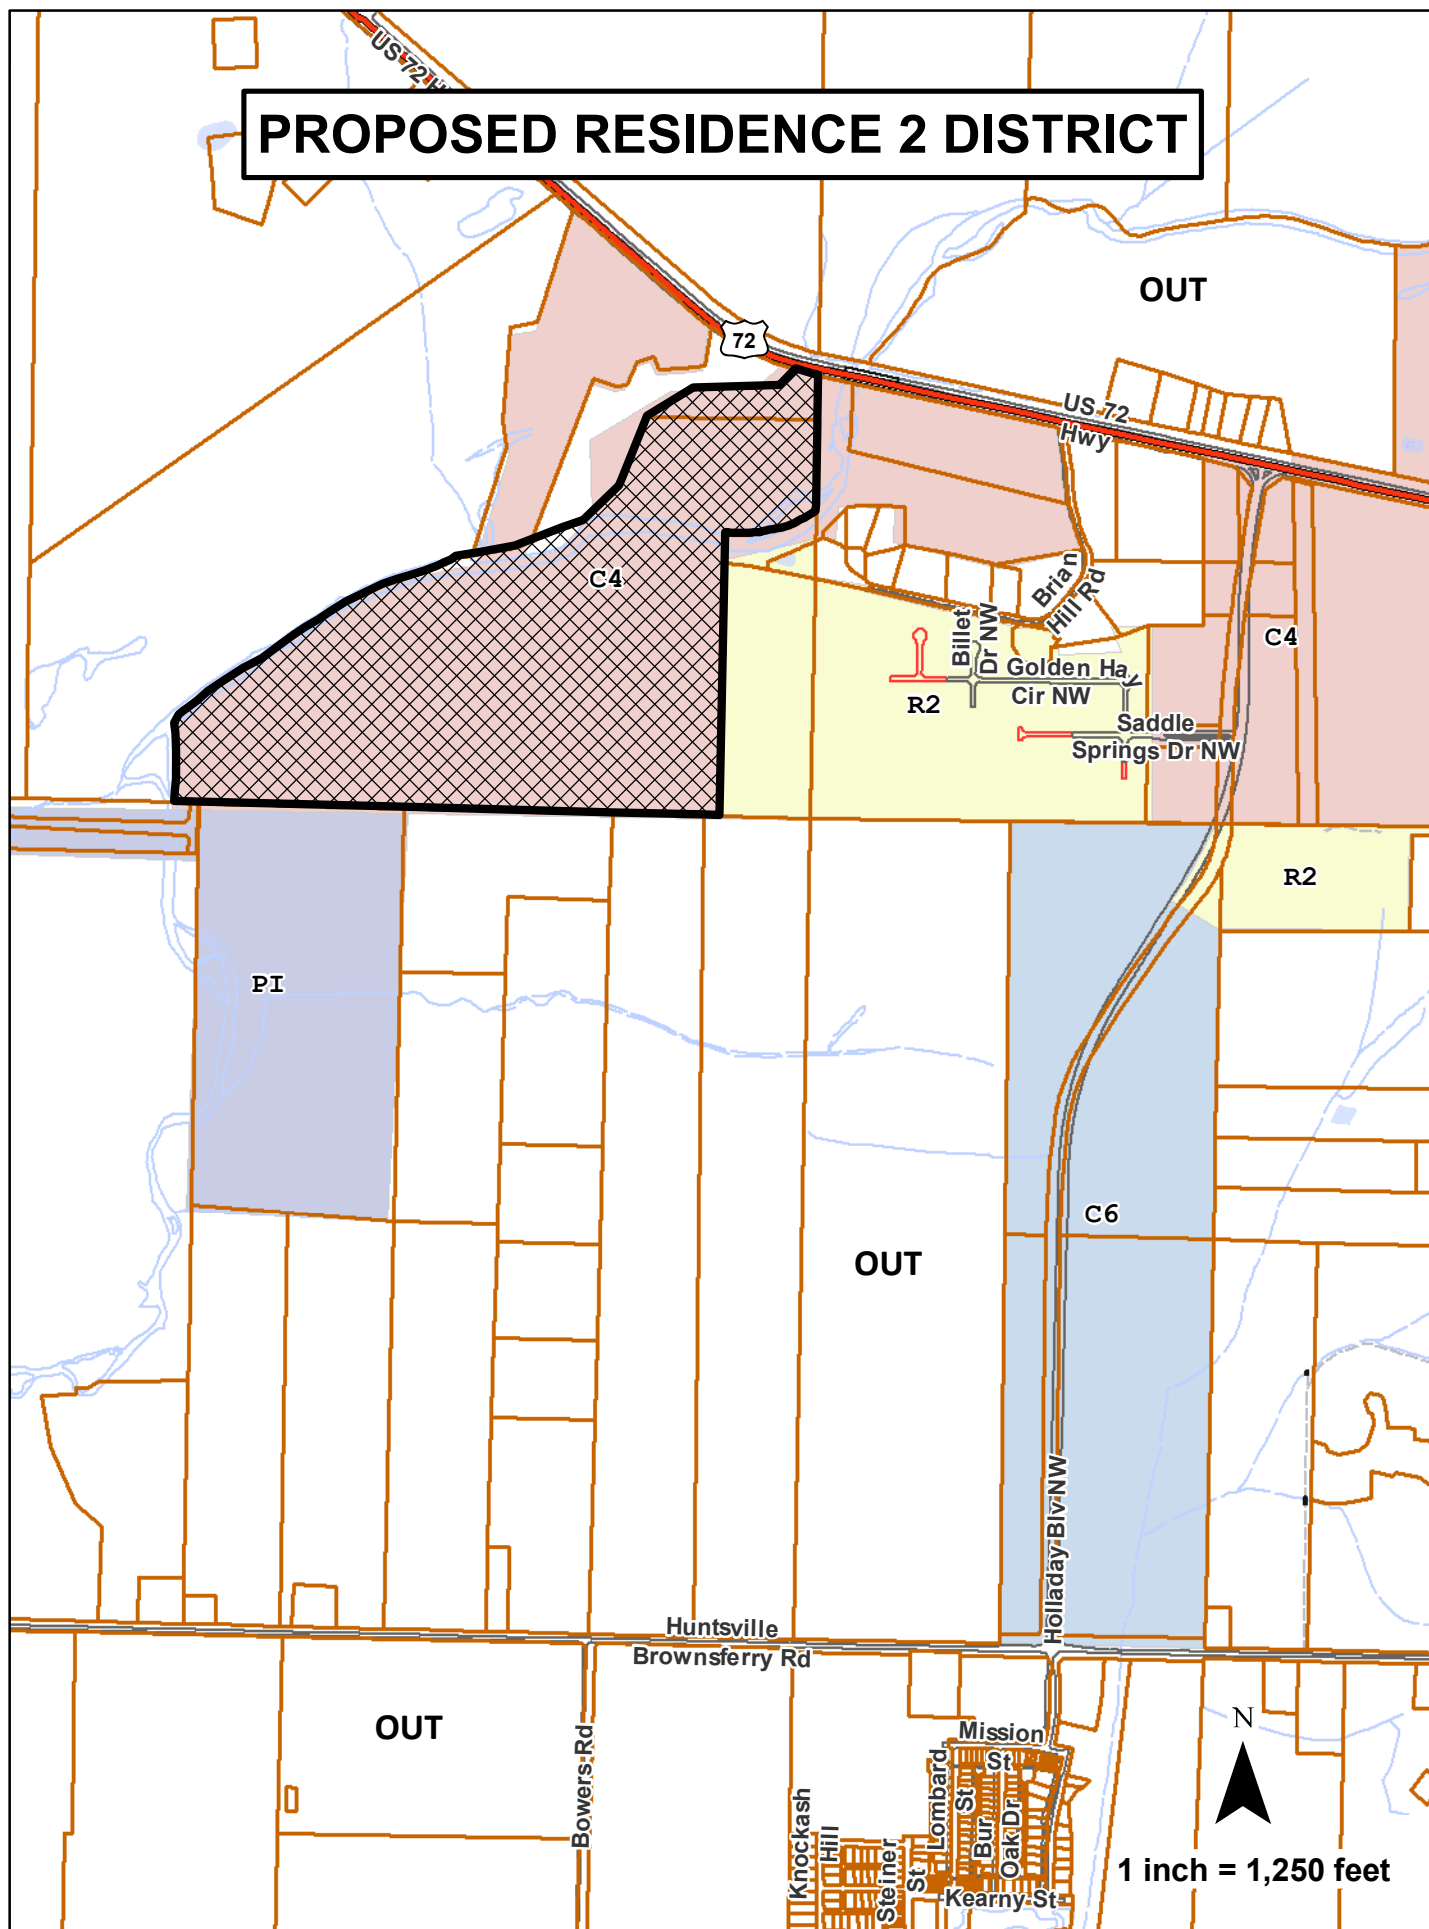 US 72 H
PROPOSED RESIDENCE 2 DISTRICT
OUT
72
US 72
Hwy
C4
Brian
Hill Rd
Billet
Dr NW
C4
Golden Hay
Cir NW
R2
Saddle
Springs Dr NW
R2
PI
C6
OUT
Holladay Blv NW
Huntsville
Brownsferry Rd
OUT
Bowers Rd
Mission
St
N
Lombard
St
Bur
Oak Dr
Knockash
Hill
Steiner
St
Kearny St
1 inch = 1,250 feet